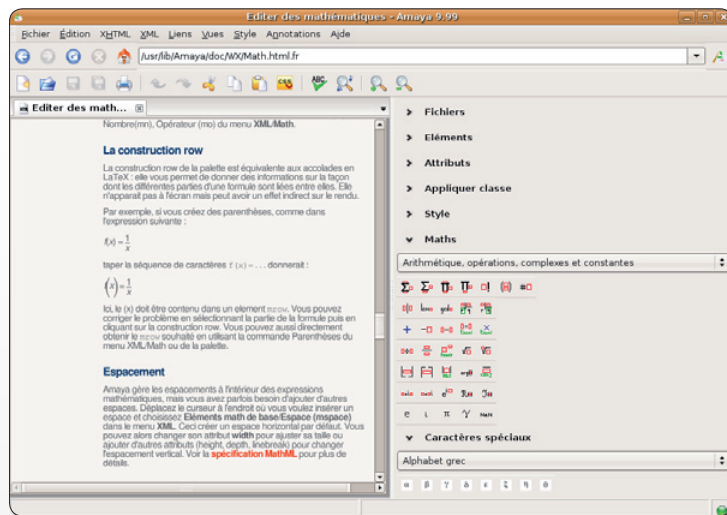 Editer des mathématiques - Amaya 9.99
Fichier Édition XHTML XML Liens Vues Style Annotations Aide
/usr/lib/Amaya/doc/WX/Math.html.fr
Editer des math...
Nombre(mn), Opérateur (mo) du menu XML/Math.
La construction row
La construction row de la palette est équivalente aux accolades en
LaTeX : elle vous permet de donner des informations sur la façon
dont les différentes parties d'une formule sont liées entre elles. Elle
n'apparait pas à l'écran mais peut avoir un effet indirect sur le rendu.
Par exemple, si vous créez des parenthèses, comme dans
l'expression suivante :
f(x) = 1/x
taper la séquence de caractères f (x) = ... donnerait :
(x) = 1/x
Ici, le (x) doit être contenu dans un element mrow. Vous pouvez
corriger le problème en sélectionnant la partie de la formule puis en
cliquant sur la construction row. Vous pouvez aussi directement
obtenir le mrow souhaité en utilisant la commande Parenthèses du
menu XML/Math ou de la palette.
Espacement
Amaya gère les espacements à l'intérieur des expressions
mathématiques, mais vous avez parfois besoin d'ajouter d'autres
espaces. Déplacez le curseur à l'endroit où vous voulez insérer un
espace et choisissez Eléments math de base/Espace (mspace)
dans le menu XML. Ceci créer un espace horizontal par défaut. Vous
pouvez alors changer son attribut width pour ajuster sa taille ou
ajouter d'autres attributs (height, depth, linebreak) pour changer
l'espacement vertical. Voir la spécification MathML pour plus de
détails.
Fichiers
Eléments
Attributs
Appliquer classe
Style
Maths
Arithmétique, opérations, complexes et constantes
e i π γ NaN
Caractères spéciaux
Alphabet grec
α β γ δ ε ζ η θ